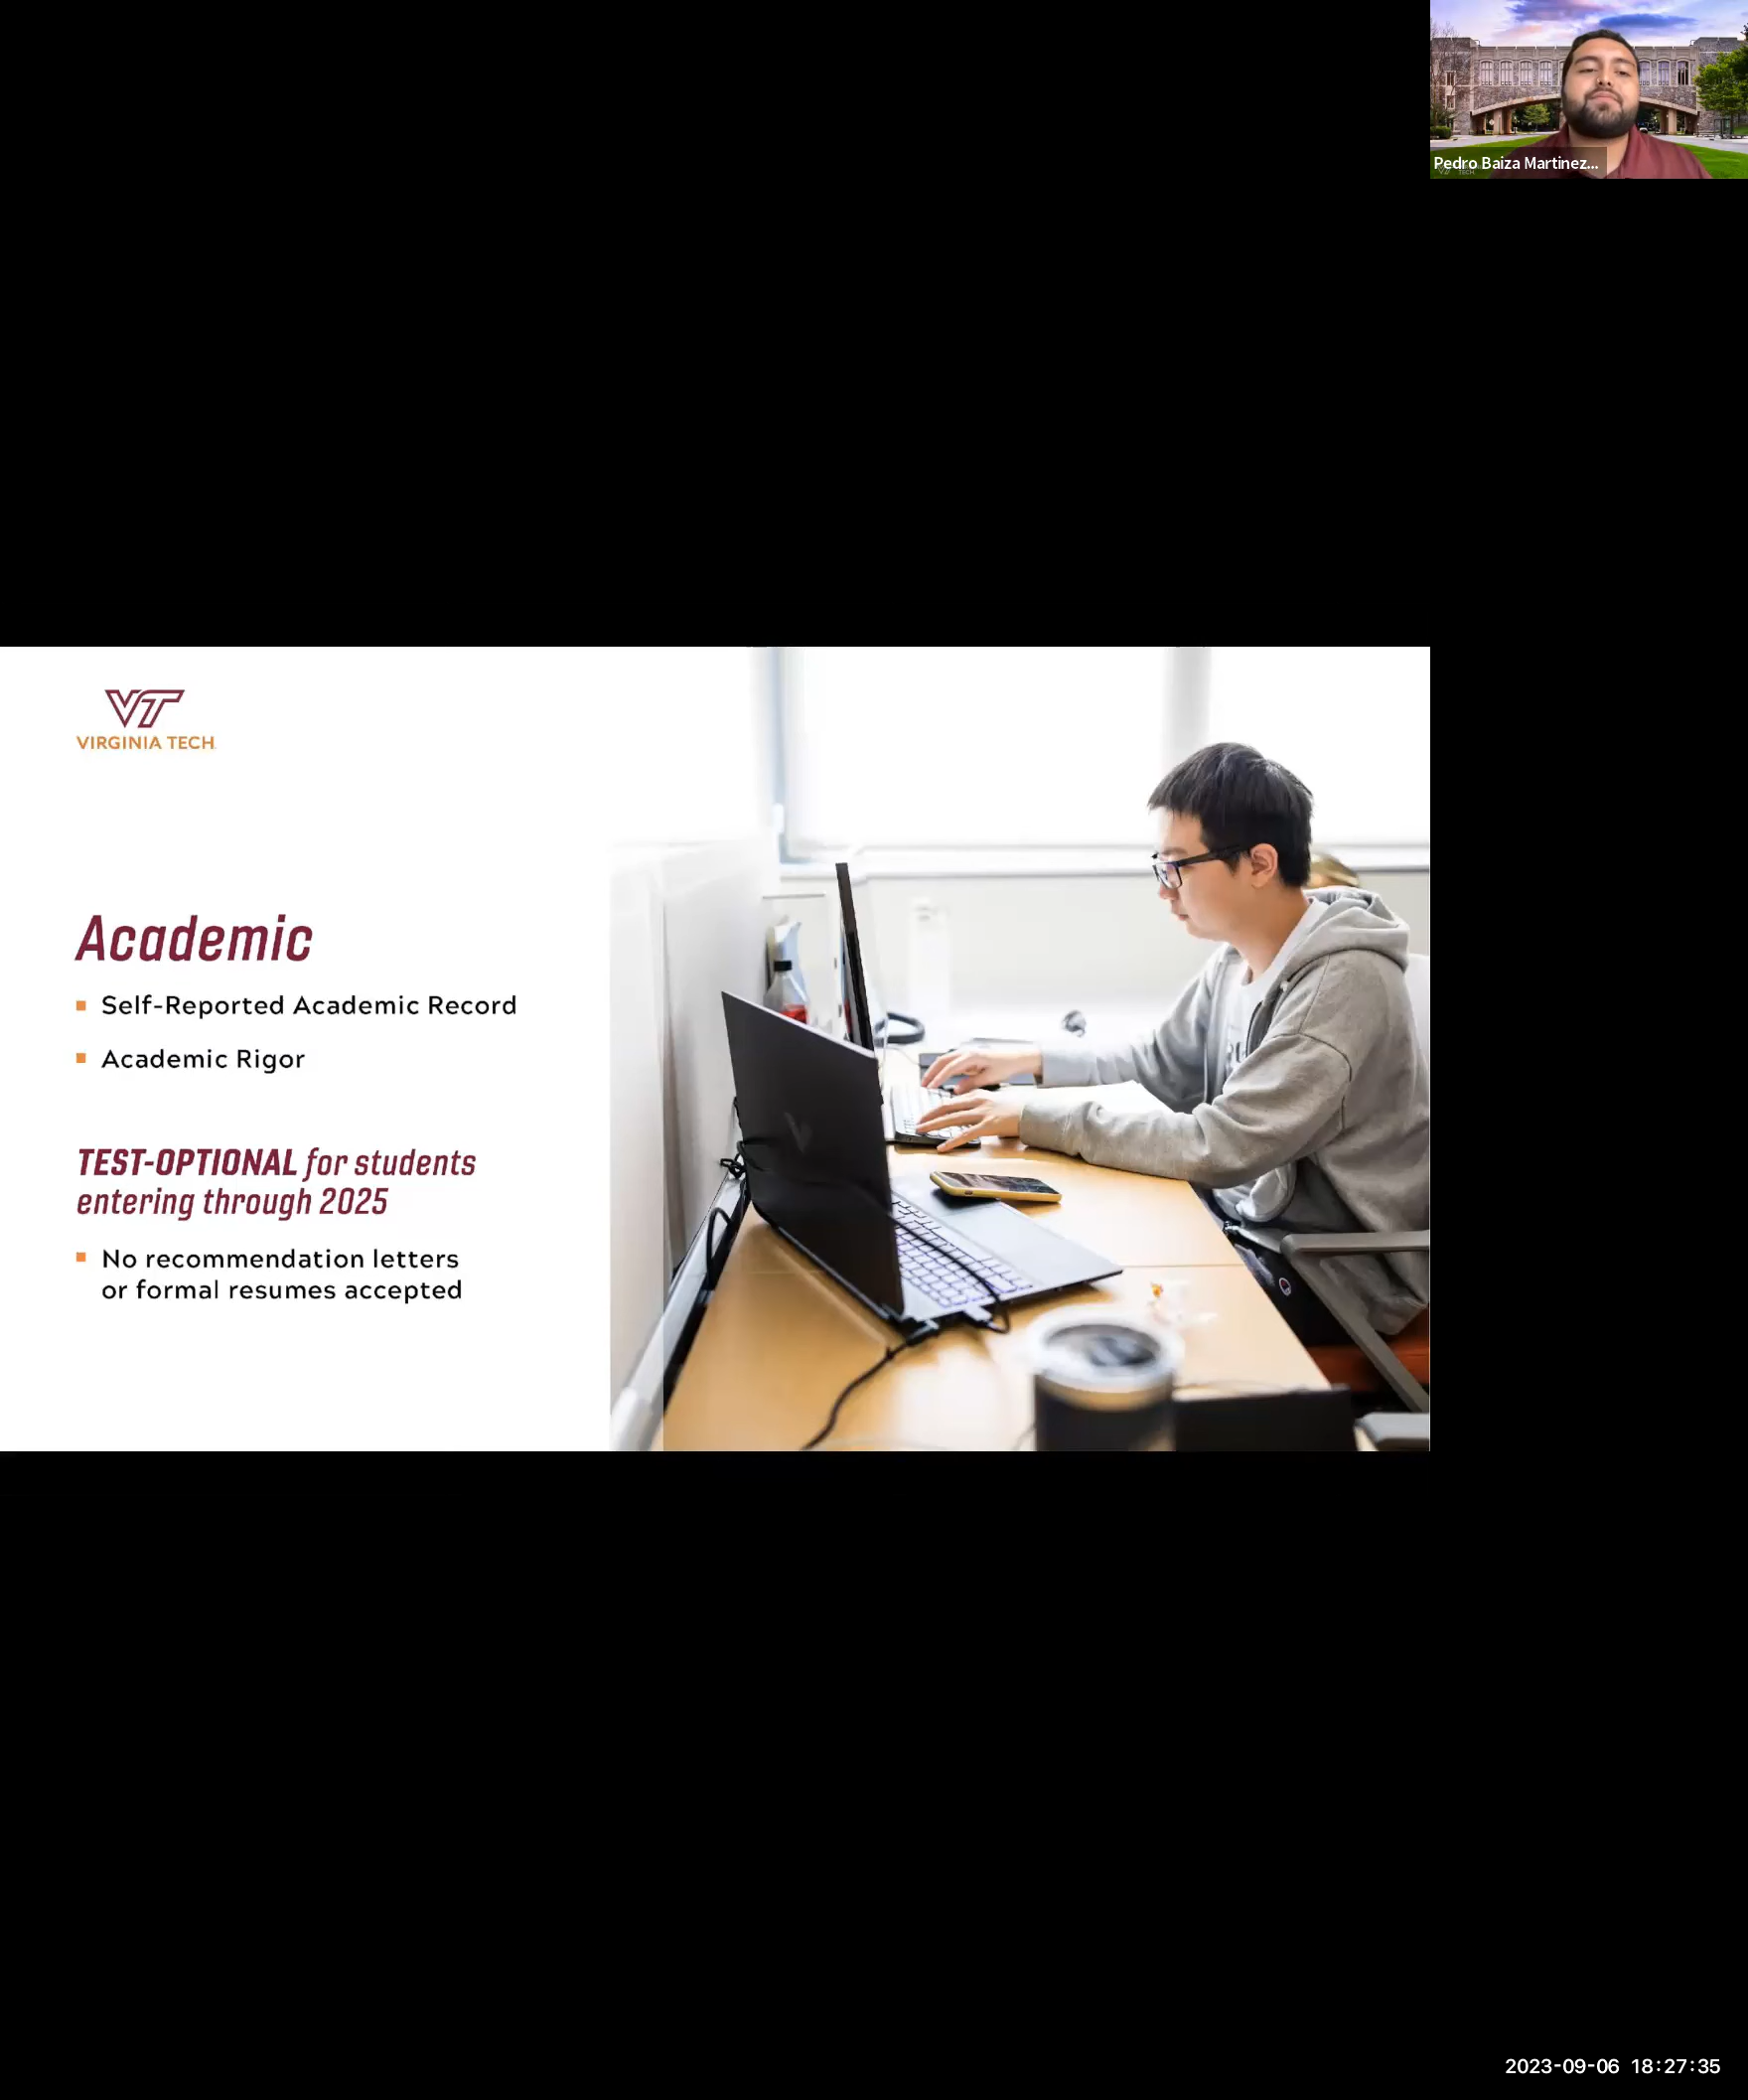 Pedro Baiza Martinez...
VT
VIRGINIA TECH
Academic
Self-Reported Academic Record
Academic Rigor
TEST-OPTIONAL for students
entering through 2025
No recommendation letters
or formal resumes accepted
2023-09-06 18:27:35